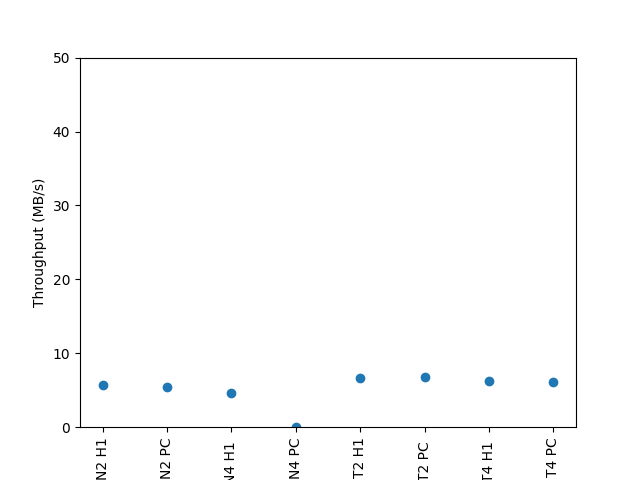 50
40
30
20
10
0
Throughput (MB/s)
N2 H1
N2 PC
N4 H1
N4 PC
T2 H1
T2 PC
T4 H1
T4 PC